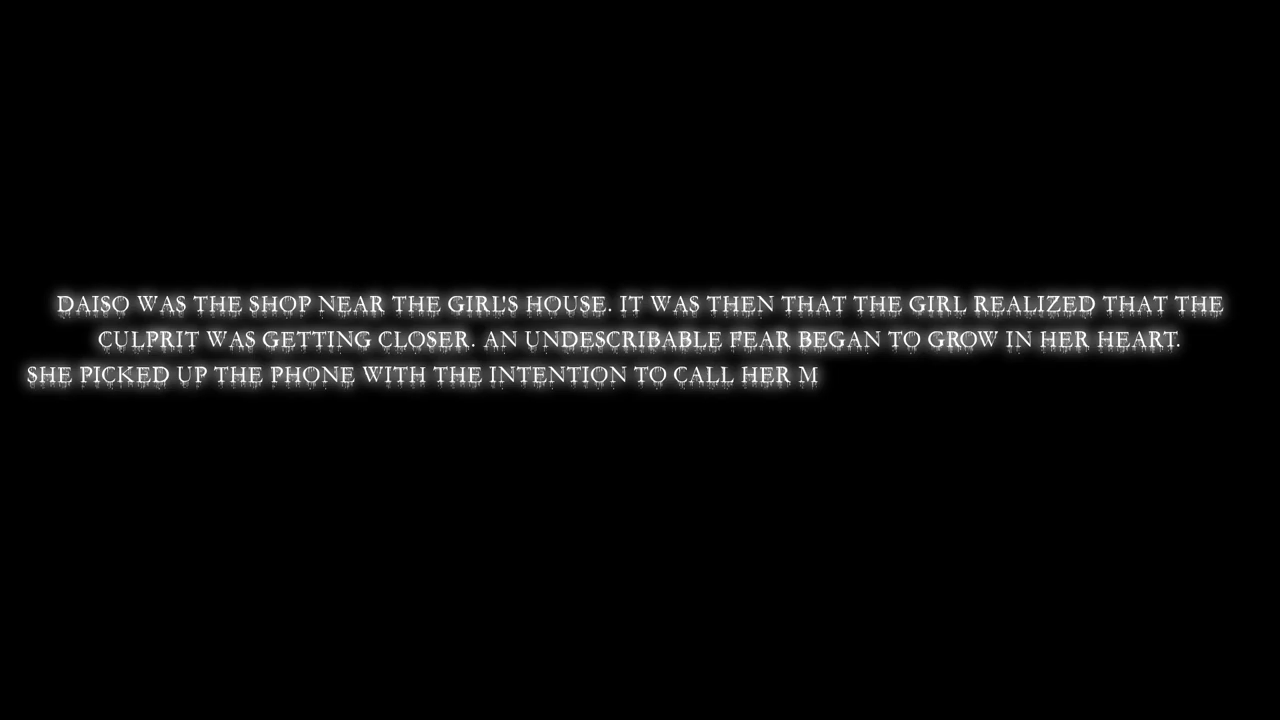 DAISO WAS THE SHOP NEAR THE GIRL'S HOUSE. IT WAS THEN THAT THE GIRL REALIZED THAT THE
CULPRIT WAS GETTING CLOSER. AN UNDESCRIBABLE FEAR BEGAN TO GROW IN HER HEART.
SHE PICKED UP THE PHONE WITH THE INTENTION TO CALL HER M